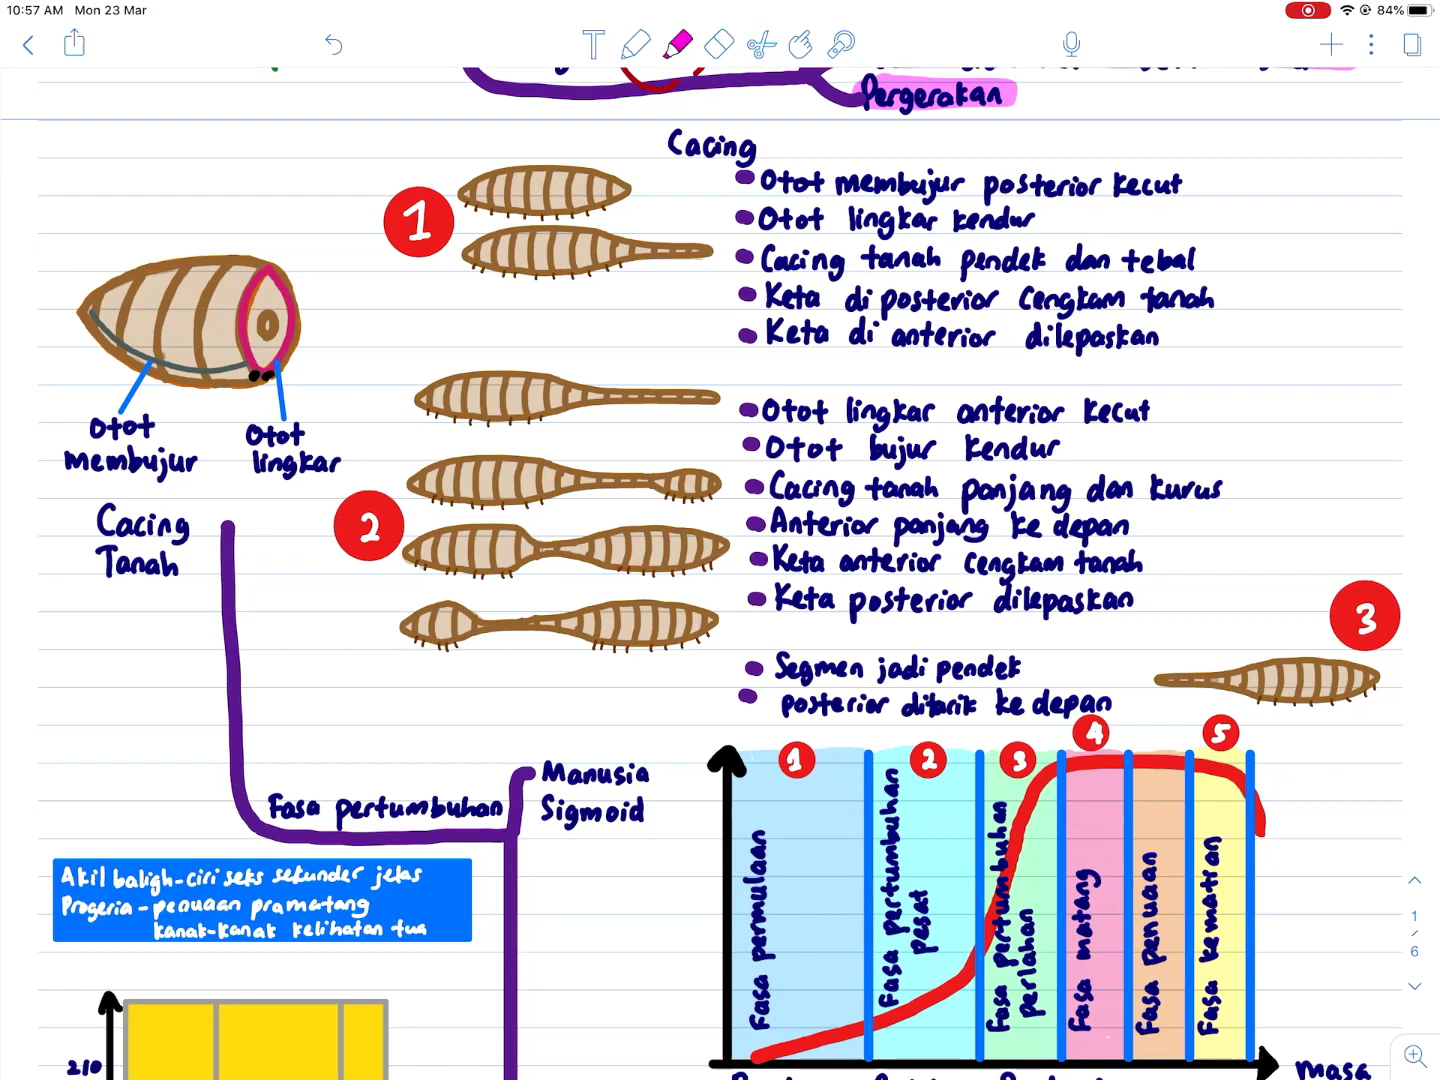 10:57 AM Mon 23 Mar
84%
Pergerakan
Cacing
1
Otot membujur posterior kecut
Otot lingkar kendur
Cacing tanah pendek dan tebal
Keta di posterior cengkam tanah
Keta di anterior dilepaskan
Otot membujur
Otot lingkar
Cacing Tanah
2
Otot lingkar anterior kecut
Otot bujur kendur
Cacing tanah panjang dan kurus
Anterior panjang ke depan
Keta anterior cengkam tanah
Keta posterior dilepaskan
3
Segmen jadi pendek
posterior ditarik ke depan
Fasa pertumbuhan
Manusia
Sigmoid
Akil baligh-ciri seks sekunder jelas
Progeria - penuaan pramatang
kanak-kanak kelihatan tua
1
2
3
4
5
Fasa permulaan
Fasa pertumbuhan
pesat
Fasa pertumbuhan
perlahan
Fasa matang
Fasa penuaan
Fasa kematian
masa
210
1
/
6